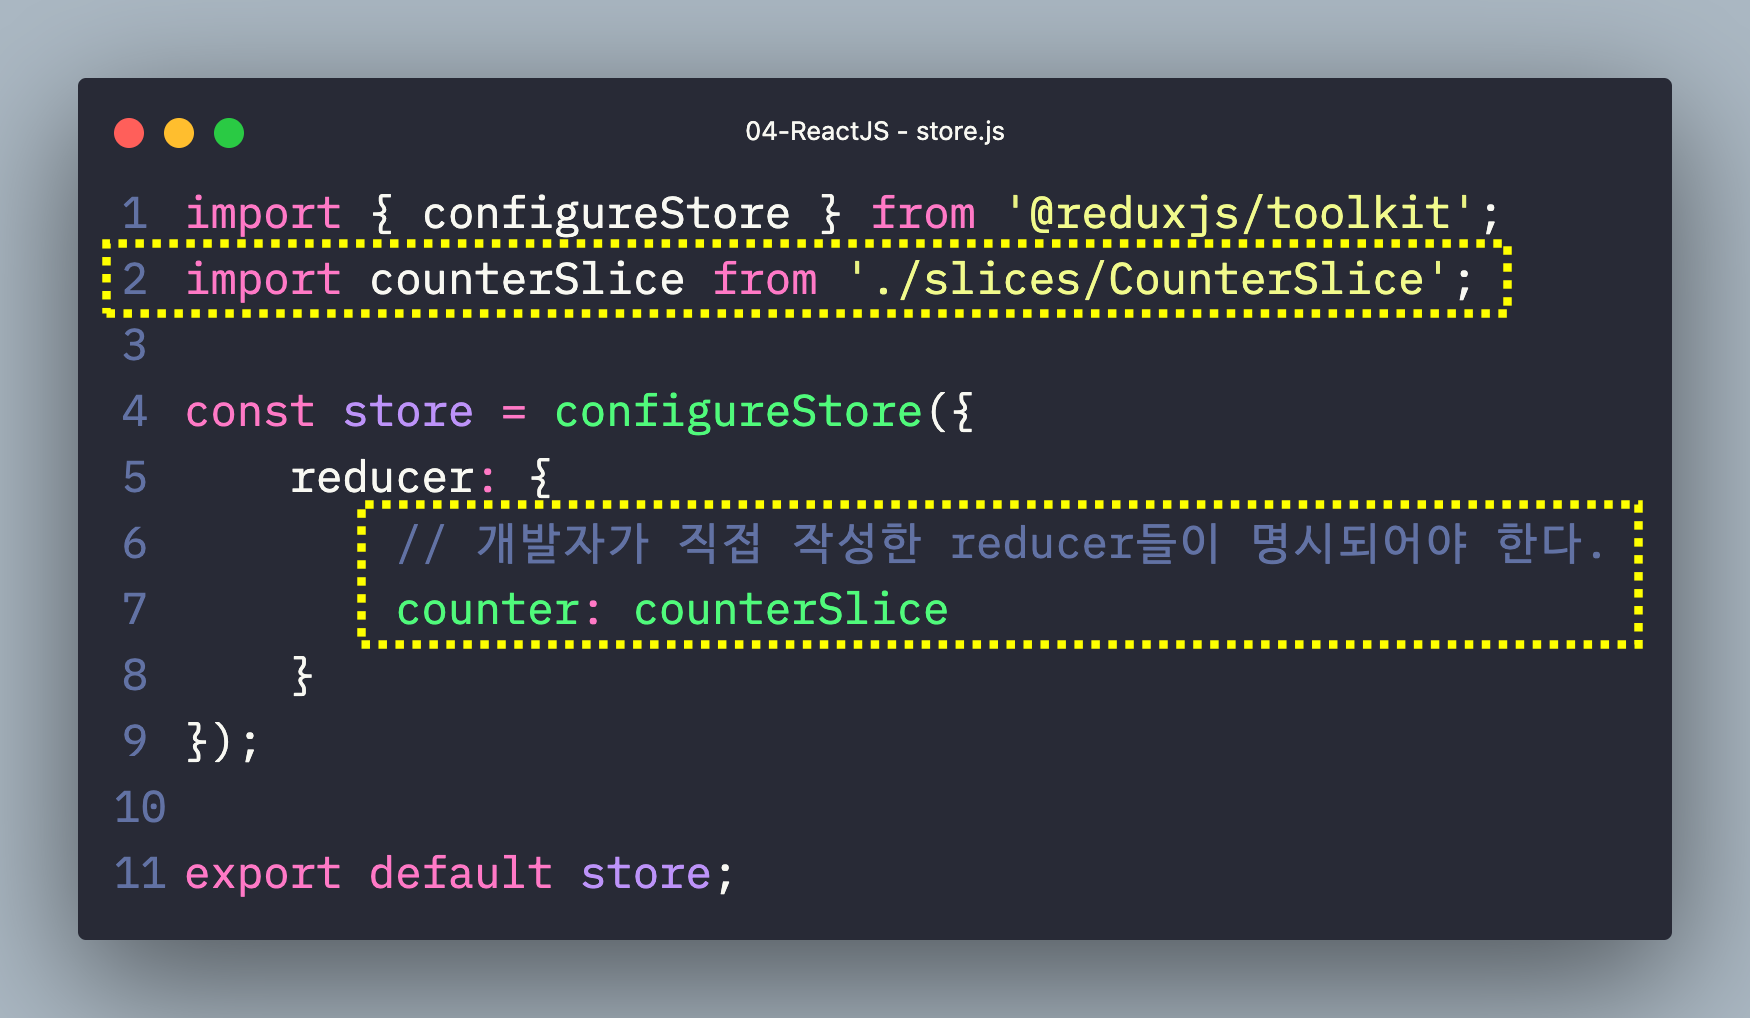 04-ReactJS - store.js
1 import { configureStore } from '@reduxjs/toolkit';
2 import counterSlice from './slices/CounterSlice';
3
4 const store = configureStore({
5     reducer: {
6         // 개발자가 직접 작성한 reducer들이 명시되어야 한다.
7         counter: counterSlice
8     }
9 });
10
11 export default store;